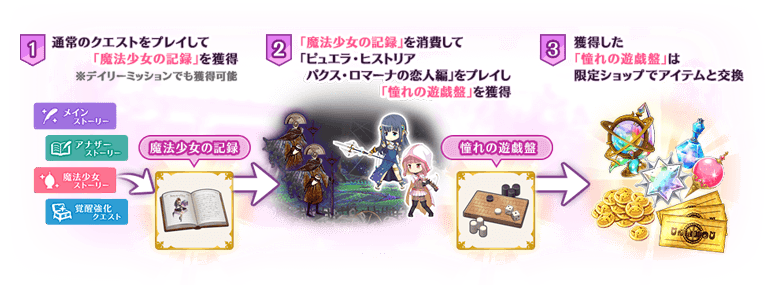 1
通常のクエストをプレイして
「魔法少女の記録」を獲得
※デイリーミッションでも獲得可能
メイン
ストーリー
アナザー
ストーリー
魔法少女
ストーリー
覚醒強化
クエスト
魔法少女の記録
2
「魔法少女の記録」を消費して
「ピュエラ・ヒストリア
パクス・ロマーナの恋人編」をプレイし
「憧れの遊戯盤」を獲得
憧れの遊戯盤
3
獲得した
「憧れの遊戯盤」は
限定ショップでアイテムと交換